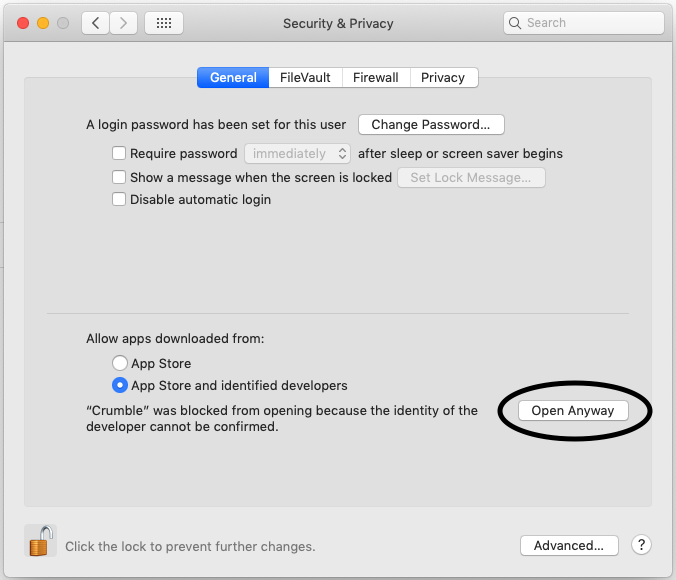 Security & Privacy
Search
General FileVault Firewall Privacy
A login password has been set for this user Change Password...
Require password immediately after sleep or screen saver begins
Show a message when the screen is locked Set Lock Message...
Disable automatic login
Allow apps downloaded from:
App Store
App Store and identified developers
“Crumble” was blocked from opening because the identity of the Open Anyway
developer cannot be confirmed.
Click the lock to prevent further changes. Advanced... ?